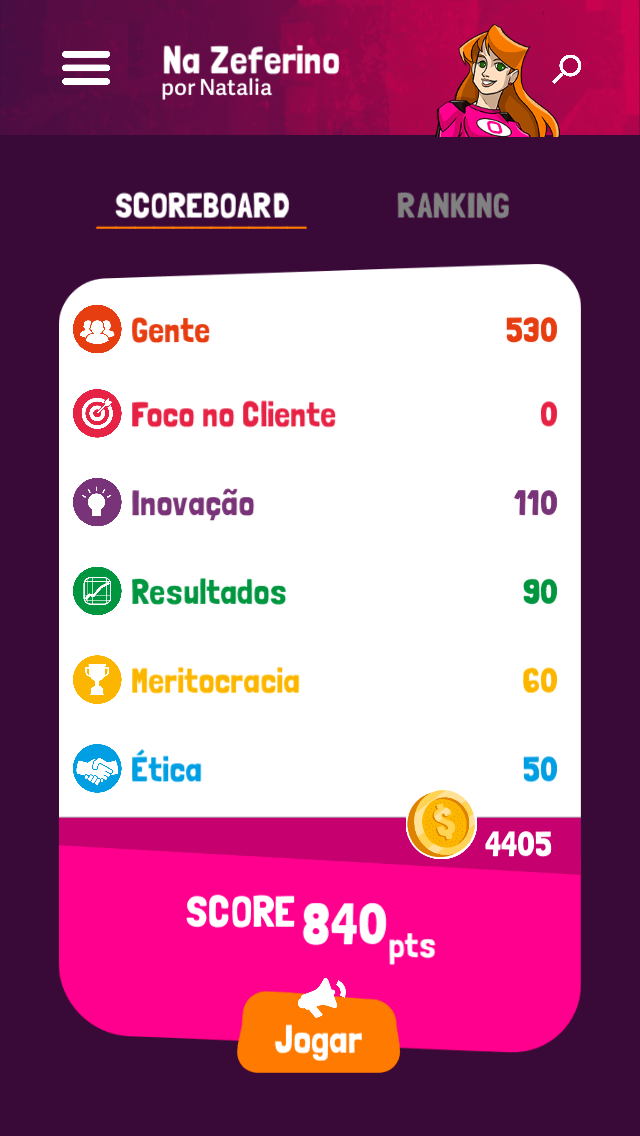 Na Zeferino
por Natalia
SCOREBOARD RANKING
Gente 530
Foco no Cliente 0
Inovação 110
Resultados 90
Meritocracia 60
Ética 50
$ 4405
SCORE 840 pts
Jogar